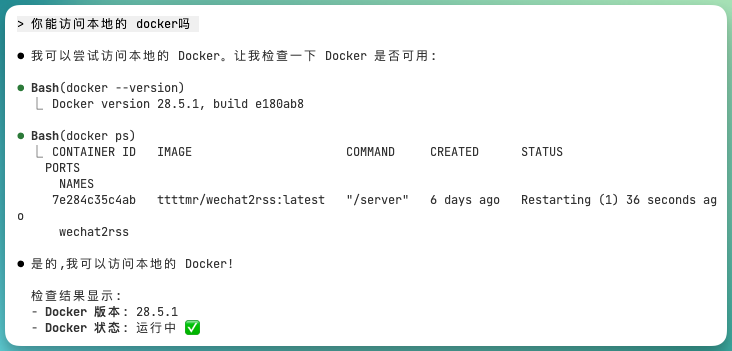 > 你能访问本地的 docker吗
● 我可以尝试访问本地的 Docker。让我检查一下 Docker 是否可用:
● Bash(docker --version)
⎿ Docker version 28.5.1, build e180ab8
● Bash(docker ps)
⎿ CONTAINER ID   IMAGE                      COMMAND     CREATED      STATUS
PORTS
NAMES
7e284c35c4ab   ttttmr/wechat2rss:latest   "/server"   6 days ago   Restarting (1) 36 seconds ag
o
wechat2rss
● 是的,我可以访问本地的 Docker!
检查结果显示:
- Docker 版本: 28.5.1
- Docker 状态: 运行中 ✅